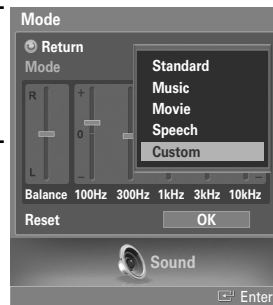 Mode
Return
Mode
Standard
Music
Movie
Speech
Custom
R
+
0
L
–
–
Balance 100Hz 300Hz 1kHz 3kHz 10kHz
Reset
OK
Sound
Enter